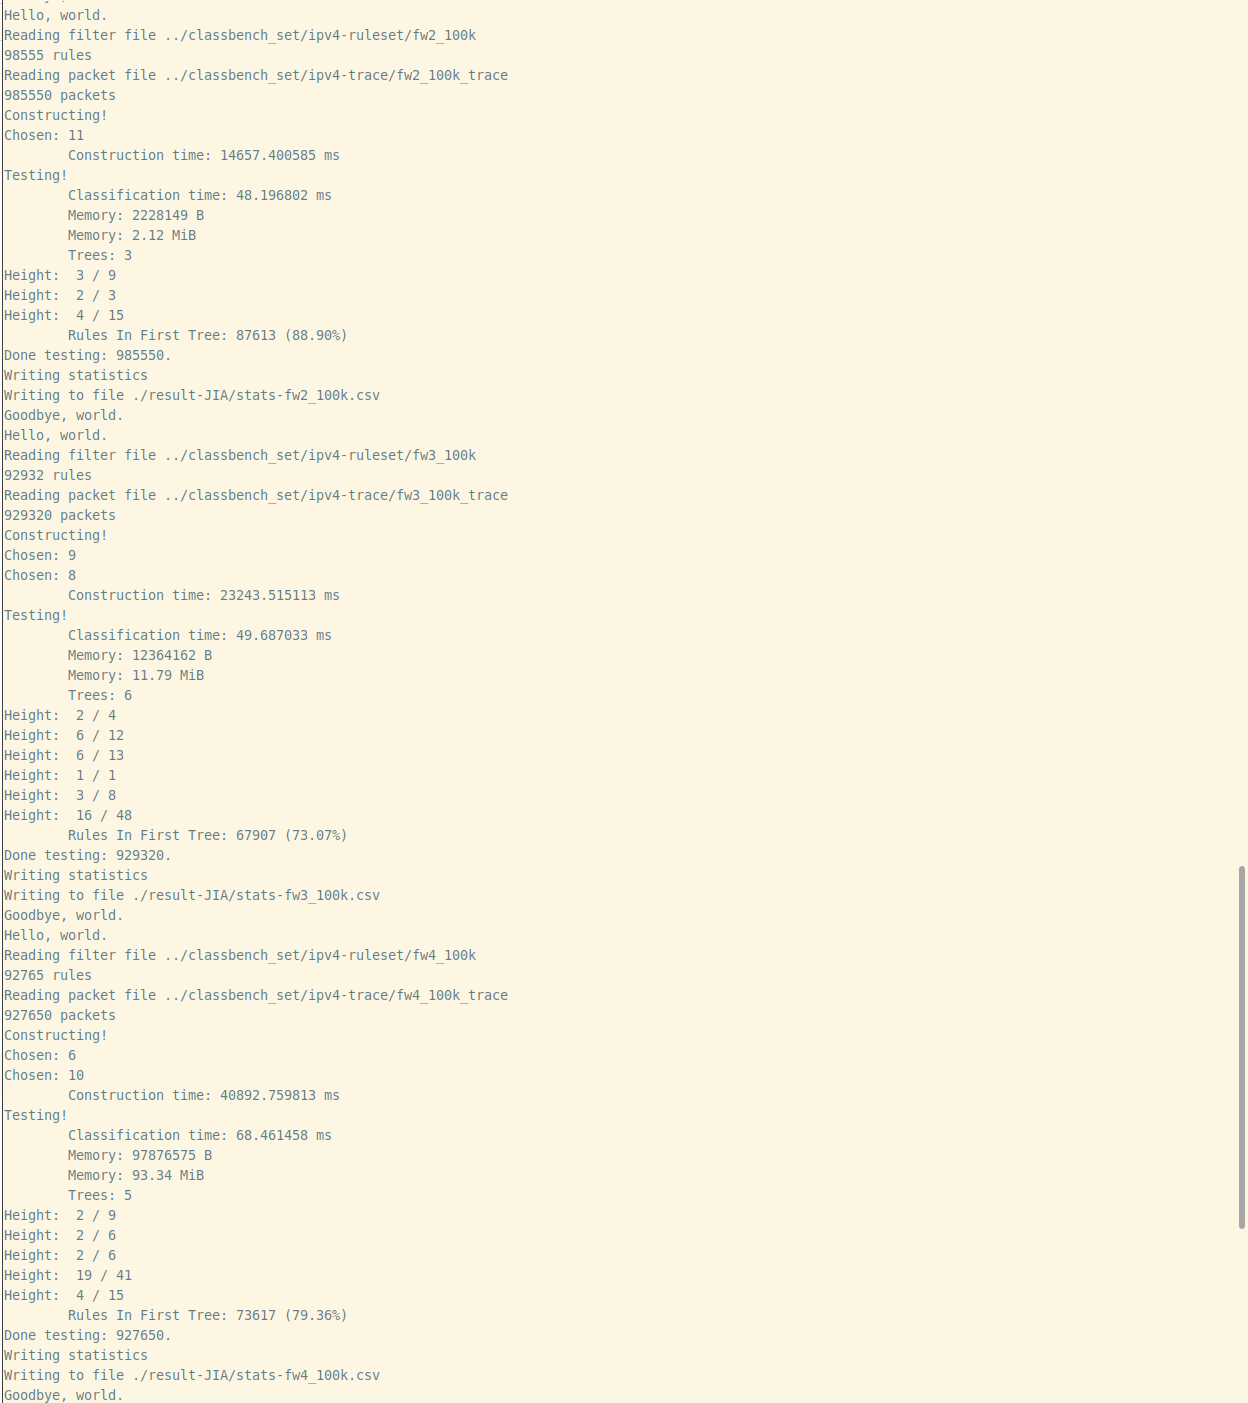 Hello, world.
Reading filter file ../classbench_set/ipv4-ruleset/fw2_100k
98555 rules
Reading packet file ../classbench_set/ipv4-trace/fw2_100k_trace
985550 packets
Constructing!
Chosen: 11
        Construction time: 14657.400585 ms
Testing!
        Classification time: 48.196802 ms
        Memory: 2228149 B
        Memory: 2.12 MiB
        Trees: 3
Height:  3 / 9
Height:  2 / 3
Height:  4 / 15
        Rules In First Tree: 87613 (88.90%)
Done testing: 985550.
Writing statistics
Writing to file ./result-JIA/stats-fw2_100k.csv
Goodbye, world.
Hello, world.
Reading filter file ../classbench_set/ipv4-ruleset/fw3_100k
92932 rules
Reading packet file ../classbench_set/ipv4-trace/fw3_100k_trace
929320 packets
Constructing!
Chosen: 9
Chosen: 8
        Construction time: 23243.515113 ms
Testing!
        Classification time: 49.687033 ms
        Memory: 12364162 B
        Memory: 11.79 MiB
        Trees: 6
Height:  2 / 4
Height:  6 / 12
Height:  6 / 13
Height:  1 / 1
Height:  3 / 8
Height:  16 / 48
        Rules In First Tree: 67907 (73.07%)
Done testing: 929320.
Writing statistics
Writing to file ./result-JIA/stats-fw3_100k.csv
Goodbye, world.
Hello, world.
Reading filter file ../classbench_set/ipv4-ruleset/fw4_100k
92765 rules
Reading packet file ../classbench_set/ipv4-trace/fw4_100k_trace
927650 packets
Constructing!
Chosen: 6
Chosen: 10
        Construction time: 40892.759813 ms
Testing!
        Classification time: 68.461458 ms
        Memory: 97876575 B
        Memory: 93.34 MiB
        Trees: 5
Height:  2 / 9
Height:  2 / 6
Height:  2 / 6
Height:  19 / 41
Height:  4 / 15
        Rules In First Tree: 73617 (79.36%)
Done testing: 927650.
Writing statistics
Writing to file ./result-JIA/stats-fw4_100k.csv
Goodbye, world.